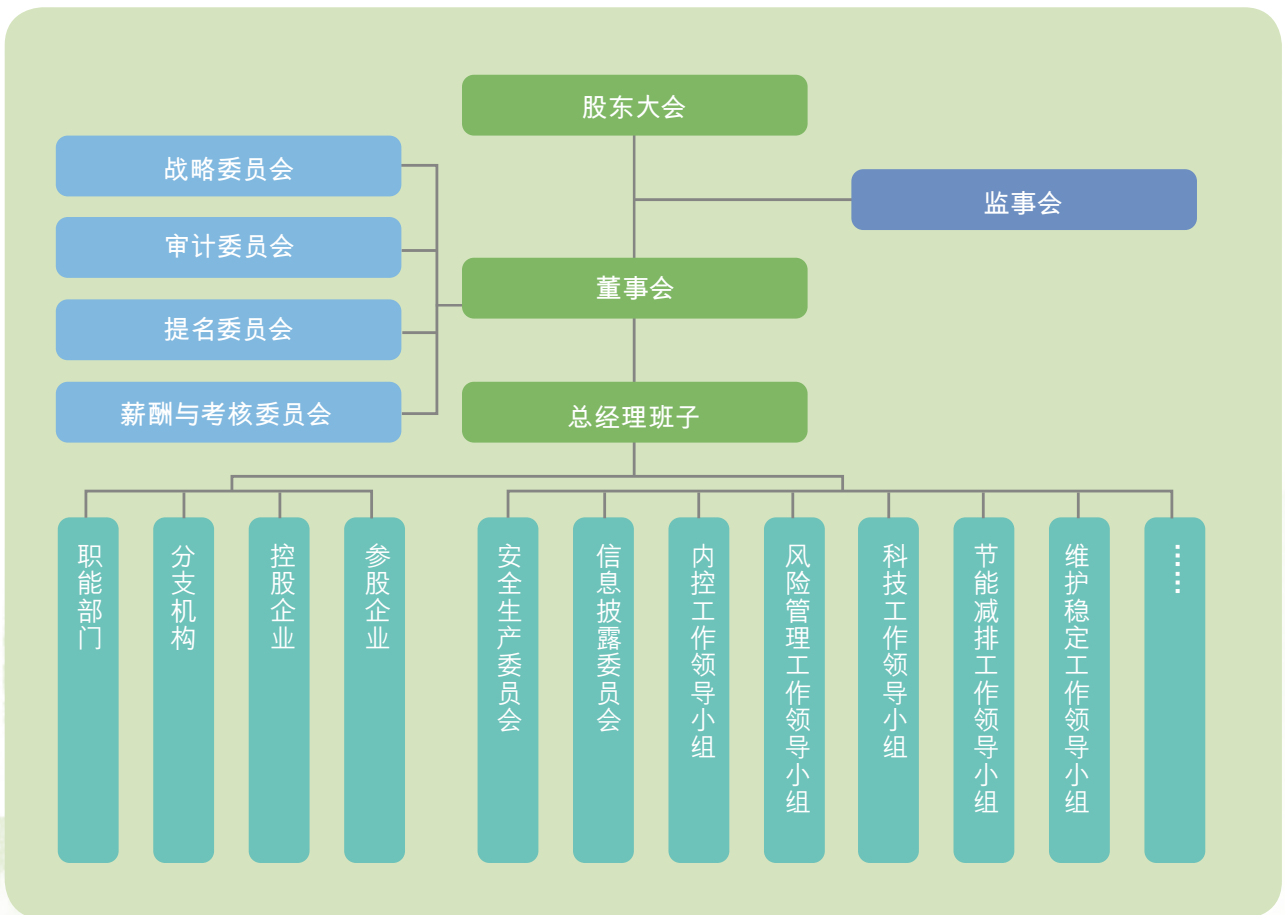 股东大会
战略委员会
监事会
审计委员会
董事会
提名委员会
薪酬与考核委员会
总经理班子
职能部门
分支机构
控股企业
参股企业
安全生产委员会
信息披露委员会
内控工作领导小组
风险管理工作领导小组
科技工作领导小组
节能减排工作领导小组
维护稳定工作领导小组
……